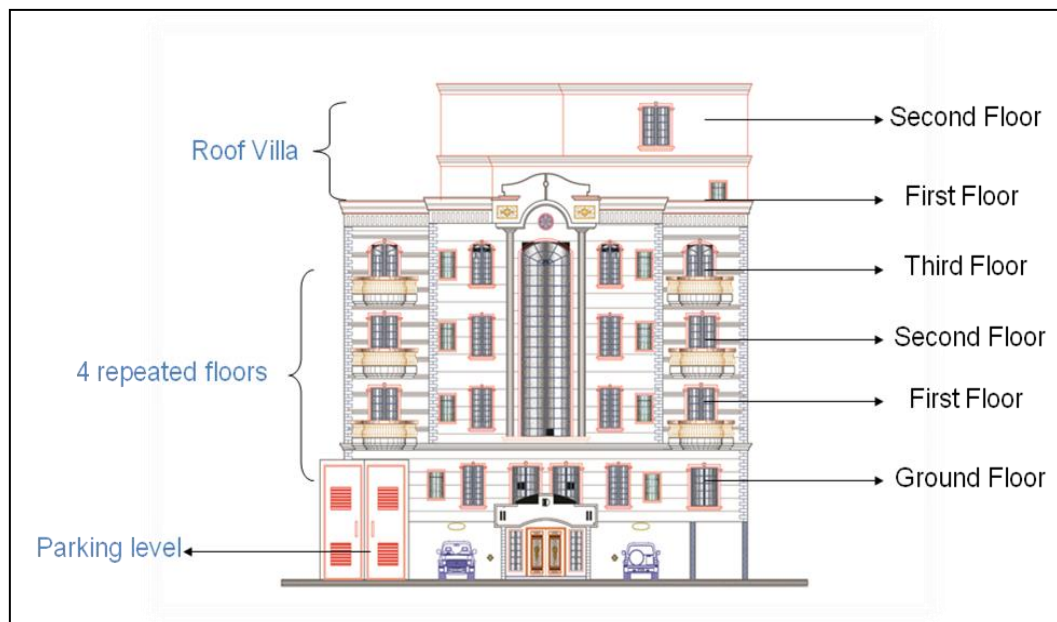 Roof Villa
4 repeated floors
Parking level
Second Floor
First Floor
Third Floor
Second Floor
First Floor
Ground Floor